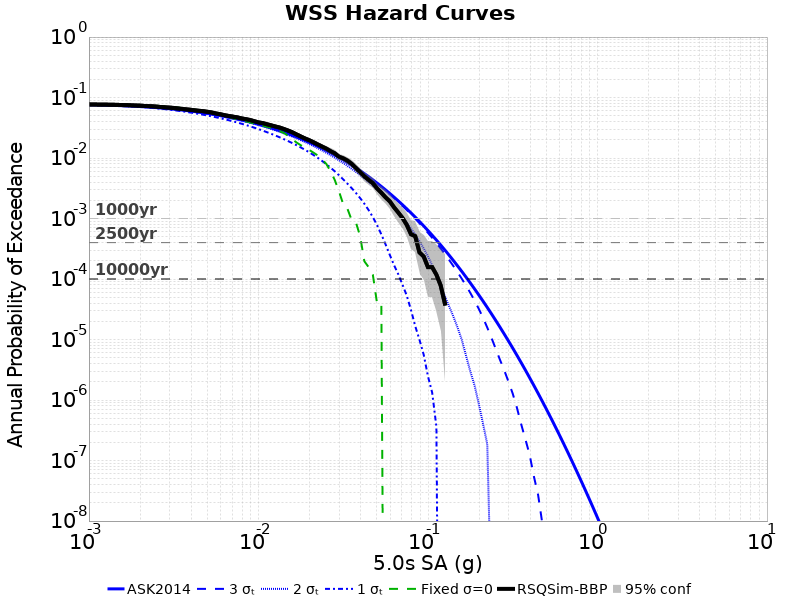 WSS Hazard Curves
Annual Probability of Exceedance
10^0
10^-1
10^-2
10^-3
10^-4
10^-5
10^-6
10^-7
10^-8
1000yr
2500yr
10000yr
10^-3 10^-2 10^-1 10^0 10^1
5.0s SA (g)
ASK2014 3 σₜ 2 σₜ 1 σₜ Fixed σ=0 RSQSim-BBP 95% conf